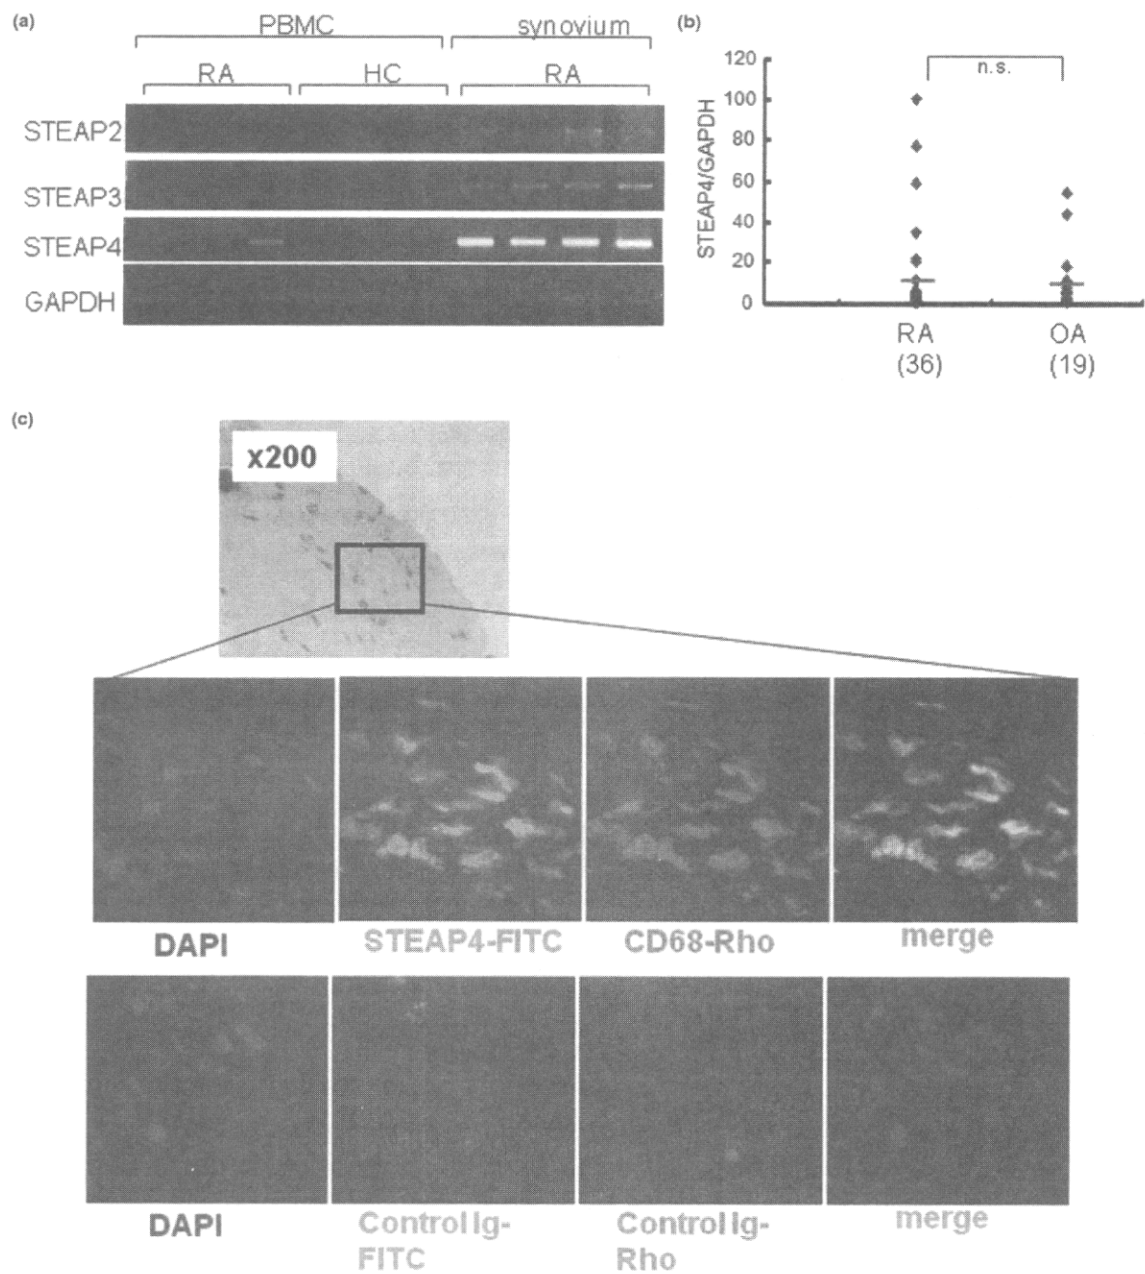 (a)
PBMC synovium
RA HC RA
STEAP2
STEAP3
STEAP4
GAPDH
(b)
STEAP4/GAPDH
120
100
80
60
40
20
0
n.s.
RA OA
(36) (19)
(c)
x200
DAPI STEAP4-FITC CD68-Rho merge
DAPI Control Ig- Control Ig- merge
FITC Rho